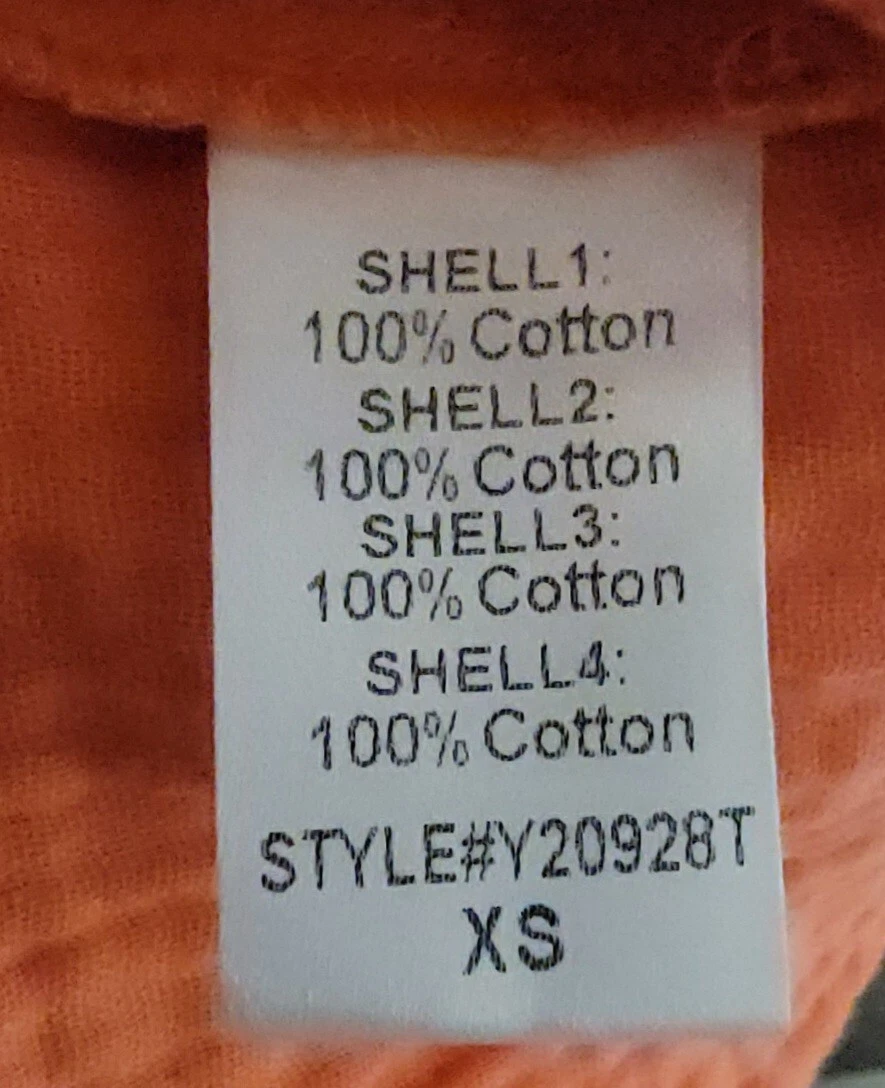 SHELL1:
100% Cotton
SHELL2:
100% Cotton
SHELL3:
100% Cotton
SHELL4:
100% Cotton
STYLE#Y20928T
XS